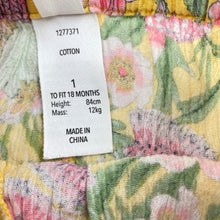 1277371
COTTON
1
TO FIT 18 MONTHS
Height: 84cm
Mass: 12kg
MADE IN
CHINA